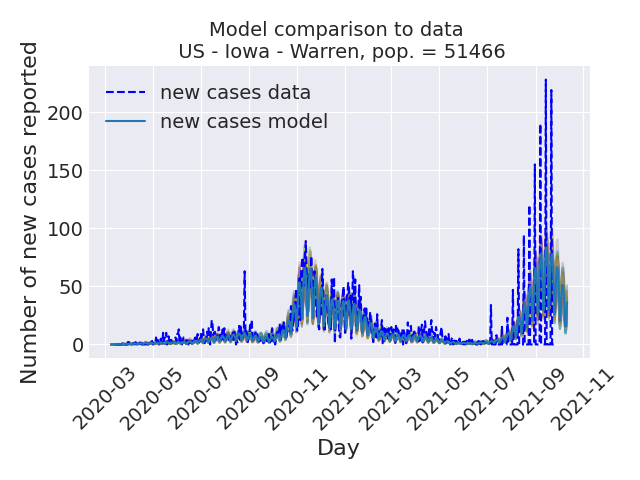 Model comparison to data
US - Iowa - Warren, pop. = 51466
Number of new cases reported
new cases data
new cases model
200
150
100
50
0
2020-03
2020-05
2020-07
2020-09
2020-11
2021-01
2021-03
2021-05
2021-07
2021-09
2021-11
Day